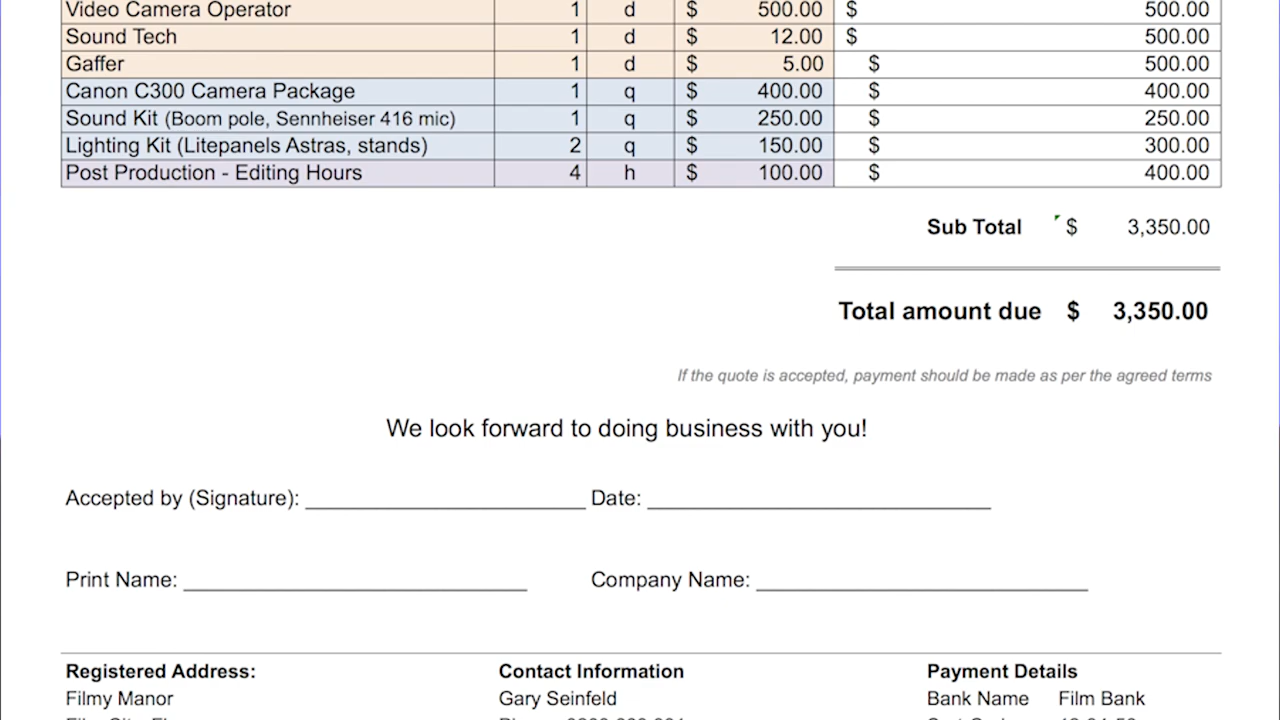 Video Camera Operator 1 d $ 500.00 $ 500.00
Sound Tech 1 d $ 12.00 $ 500.00
Gaffer 1 d $ 5.00 $ 500.00
Canon C300 Camera Package 1 q $ 400.00 $ 400.00
Sound Kit (Boom pole, Sennheiser 416 mic) 1 q $ 250.00 $ 250.00
Lighting Kit (Litepanels Astras, stands) 2 q $ 150.00 $ 300.00
Post Production - Editing Hours 4 h $ 100.00 $ 400.00
Sub Total $ 3,350.00
Total amount due $ 3,350.00
If the quote is accepted, payment should be made as per the agreed terms
We look forward to doing business with you!
Accepted by (Signature): Date:
Print Name: Company Name:
Registered Address: Contact Information Payment Details
Filmy Manor Gary Seinfeld Bank Name Film Bank